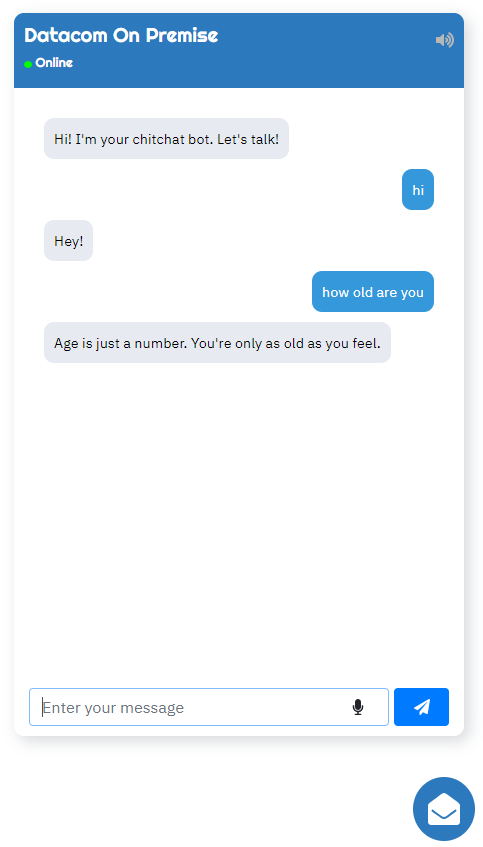 Datacom On Premise
Online
Hi! I'm your chitchat bot. Let's talk!
hi
Hey!
how old are you
Age is just a number. You're only as old as you feel.
Enter your message